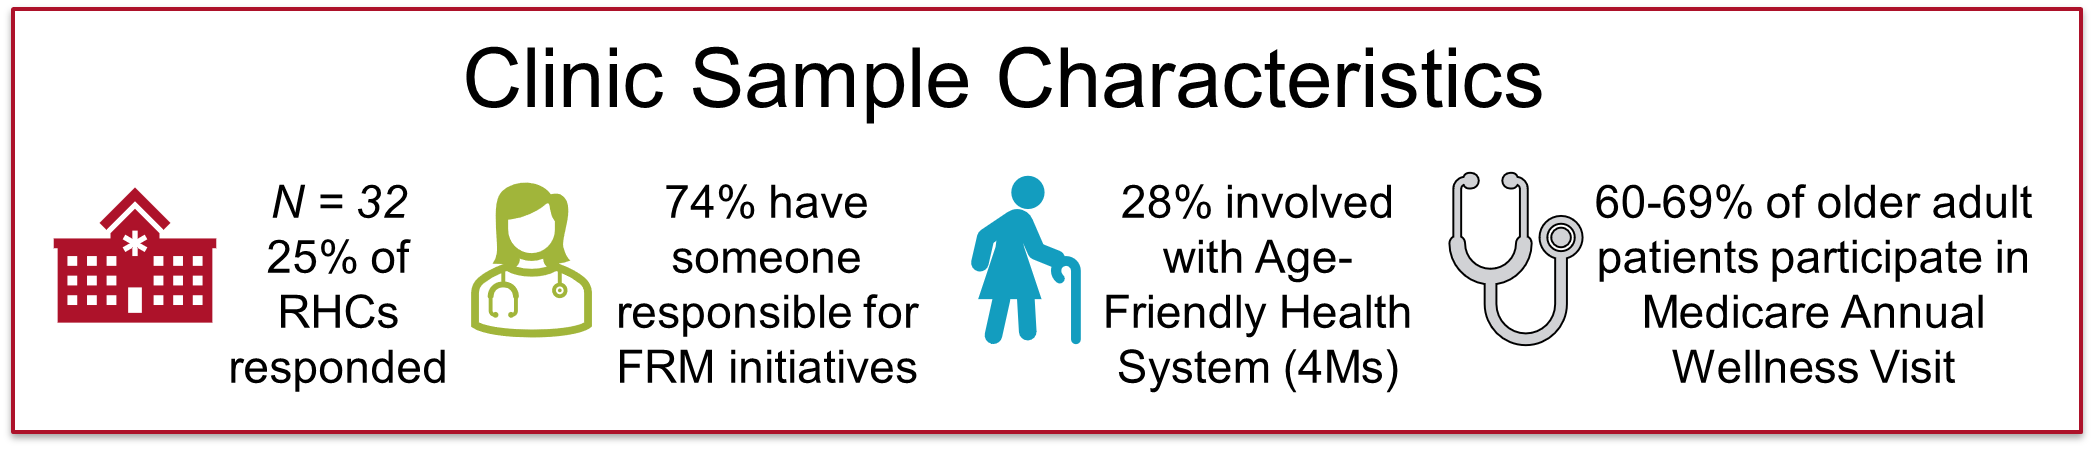 Clinic Sample Characteristics
N = 32
25% of
RHCs
responded
74% have
someone
responsible for
FRM initiatives
28% involved
with Age-
Friendly Health
System (4Ms)
60-69% of older adult
patients participate in
Medicare Annual
Wellness Visit